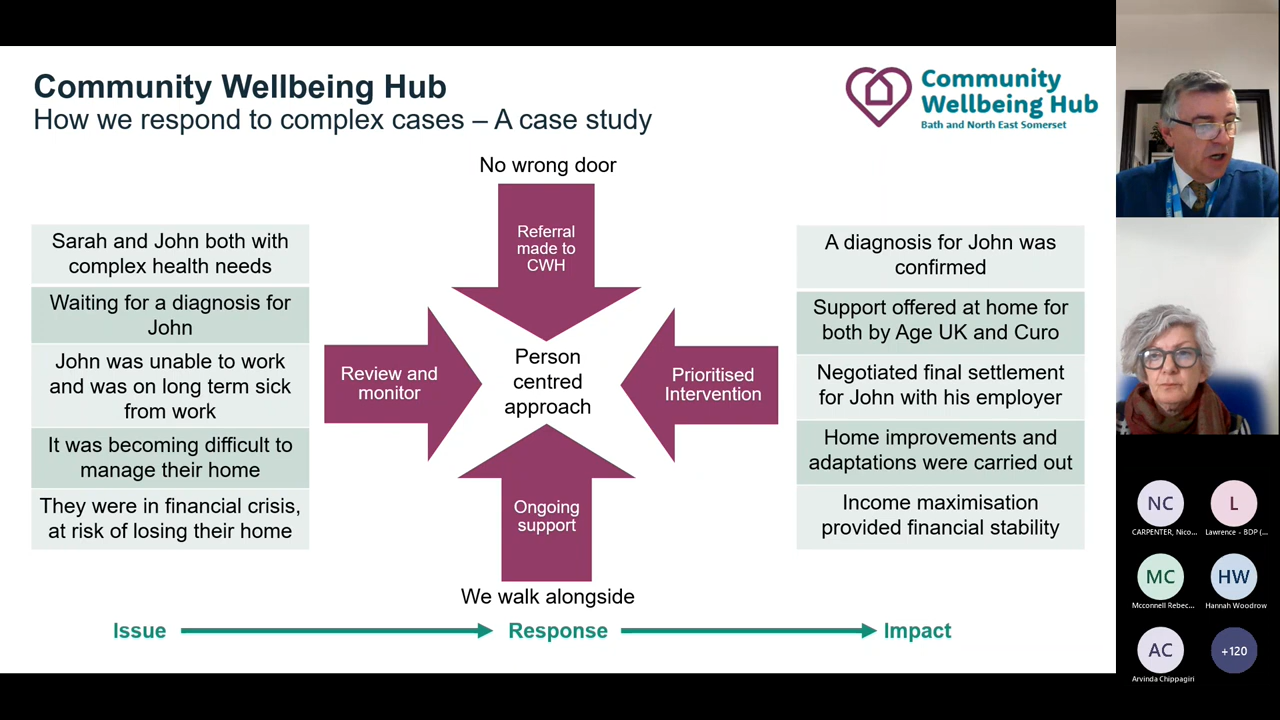 Community Wellbeing Hub
How we respond to complex cases – A case study
Community
Wellbeing Hub
Bath and North East Somerset
No wrong door
Referral
made to
CWH
Sarah and John both with
complex health needs
Waiting for a diagnosis for
John
John was unable to work
and was on long term sick
from work
It was becoming difficult to
manage their home
They were in financial crisis,
at risk of losing their home
Review and
monitor
Person
centred
approach
Prioritised
Intervention
Ongoing
support
We walk alongside
A diagnosis for John was
confirmed
Support offered at home for
both by Age UK and Curo
Negotiated final settlement
for John with his employer
Home improvements and
adaptations were carried out
Income maximisation
provided financial stability
Issue
Response
Impact
NC
CARPENTER, Nico...
L
Lawrence - BDP (...
MC
Mcconnell Rebec...
HW
Hannah Woodrow
AC
Arvinda Chippagiri
+120